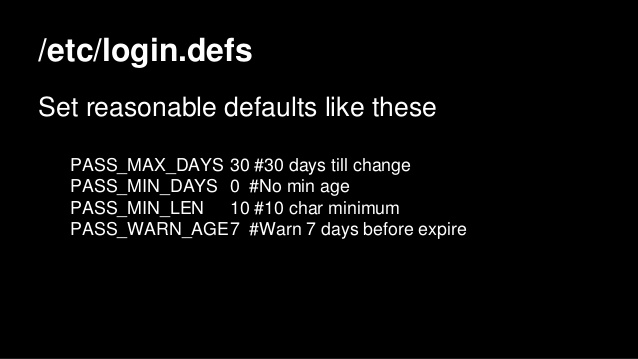 /etc/login.defs
Set reasonable defaults like these
PASS_MAX_DAYS 30 #30 days till change
PASS_MIN_DAYS 0 #No min age
PASS_MIN_LEN 10 #10 char minimum
PASS_WARN_AGE7 #Warn 7 days before expire